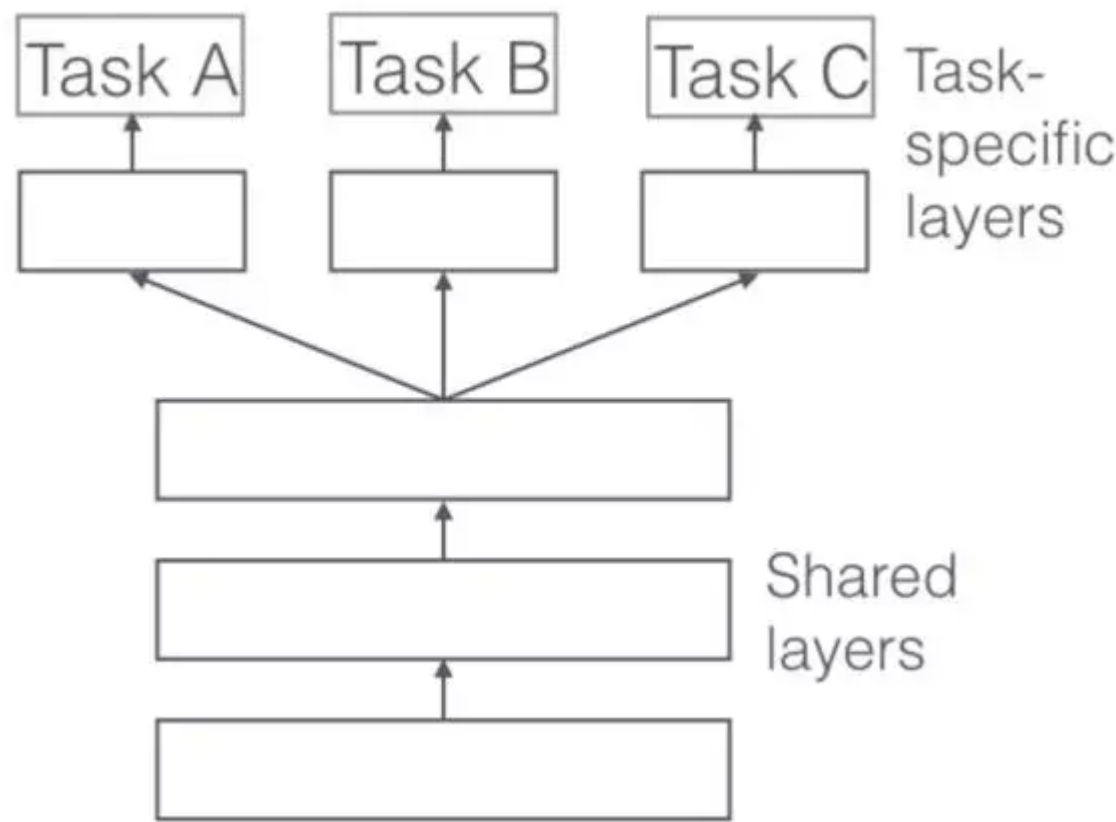 Task A
Task B
Task C
Task-
specific
layers
Shared
layers